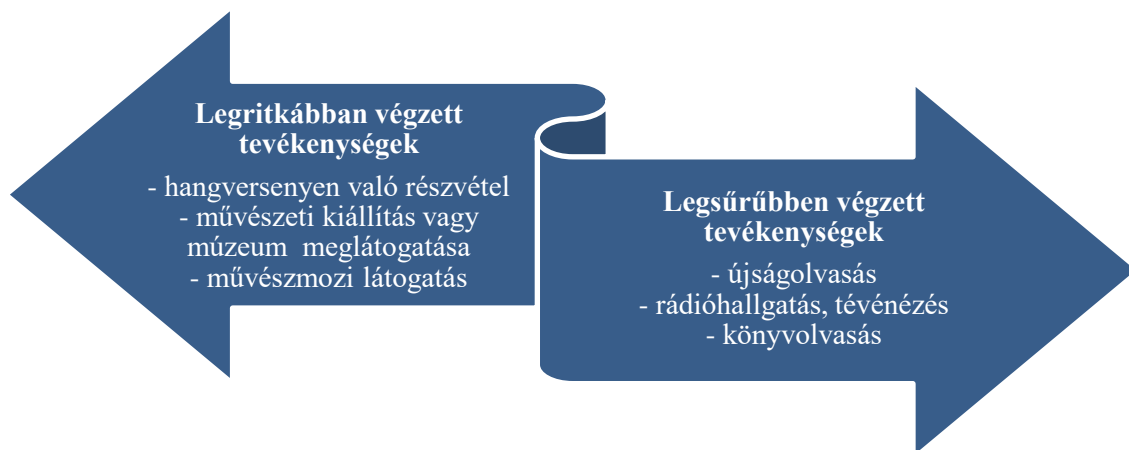 Legritkábban végzett
tevékenységek
- hangversenyen való részvétel
- művészeti kiállítás vagy
múzeum  meglátogatása
- művészmozi látogatás
Legsűrűbben végzett
tevékenységek
- újságolvasás
- rádióhallgatás, tévénézés
- könyvolvasás